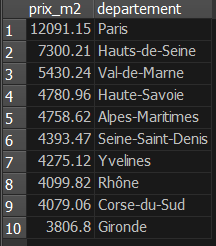 prix_m2 departement
1 12091.15 Paris
2 7300.21 Hauts-de-Seine
3 5430.24 Val-de-Marne
4 4780.96 Haute-Savoie
5 4758.62 Alpes-Maritimes
6 4393.47 Seine-Saint-Denis
7 4275.12 Yvelines
8 4099.82 Rhône
9 4079.06 Corse-du-Sud
10 3806.8 Gironde